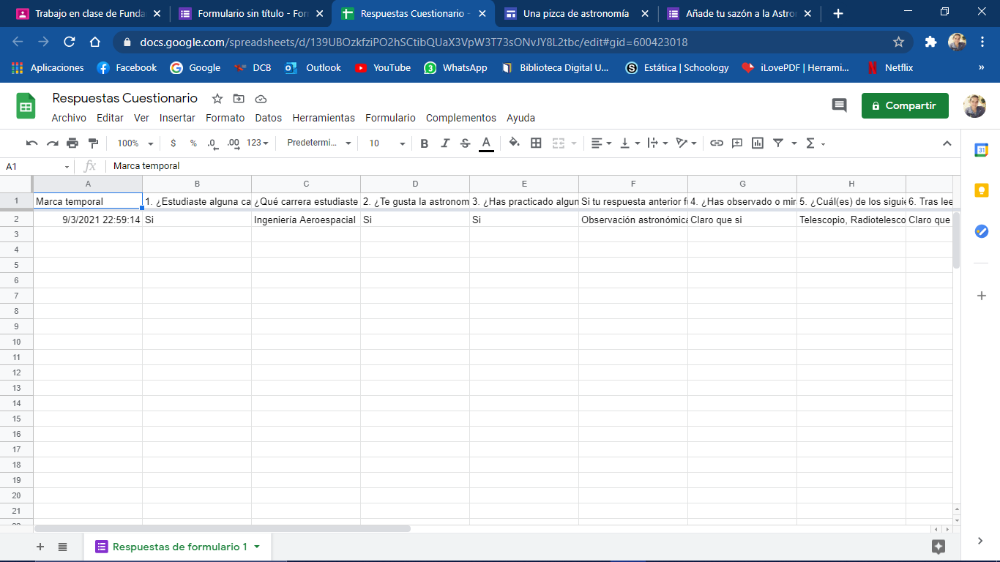 Trabajo en clase de Funda
Formulario sin título - For
Respuestas Cuestionario -
Una pizca de astronomía
Añade tu sazón a la Astro
docs.google.com/spreadsheets/d/139UBOzkfziPO2hSCtibQUaX3VpW3T73sONvJY8L2tbc/edit#gid=600423018
Aplicaciones Facebook Google DCB Outlook YouTube 3 WhatsApp Biblioteca Digital U... S Estática | Schoology iLovePDF | Herrami... Netflix »
Respuestas Cuestionario
Compartir
Archivo Editar Ver Insertar Formato Datos Herramientas Formulario Complementos Ayuda
100% $ % .0 .00 123 Predetermi... 10 B I S A Σ
31
A1 fx Marca temporal
A B C D E F G H
1 Marca temporal 1. ¿Estudiaste alguna ca ¿Qué carrera estudiaste 2. ¿Te gusta la astronom 3. ¿Has practicado algun Si tu respuesta anterior f 4. ¿Has observado o mir 5. ¿Cuál(es) de los siguie 6. Tras lee
2 9/3/2021 22:59:14 Si Ingeniería Aeroespacial Si Si Observación astronómica Claro que si Telescopio, Radiotelesco Claro que
3
4
5
6
7
8
9
10
11
12
13
14
15
16
17
18
19
20
21
22
Respuestas de formulario 1